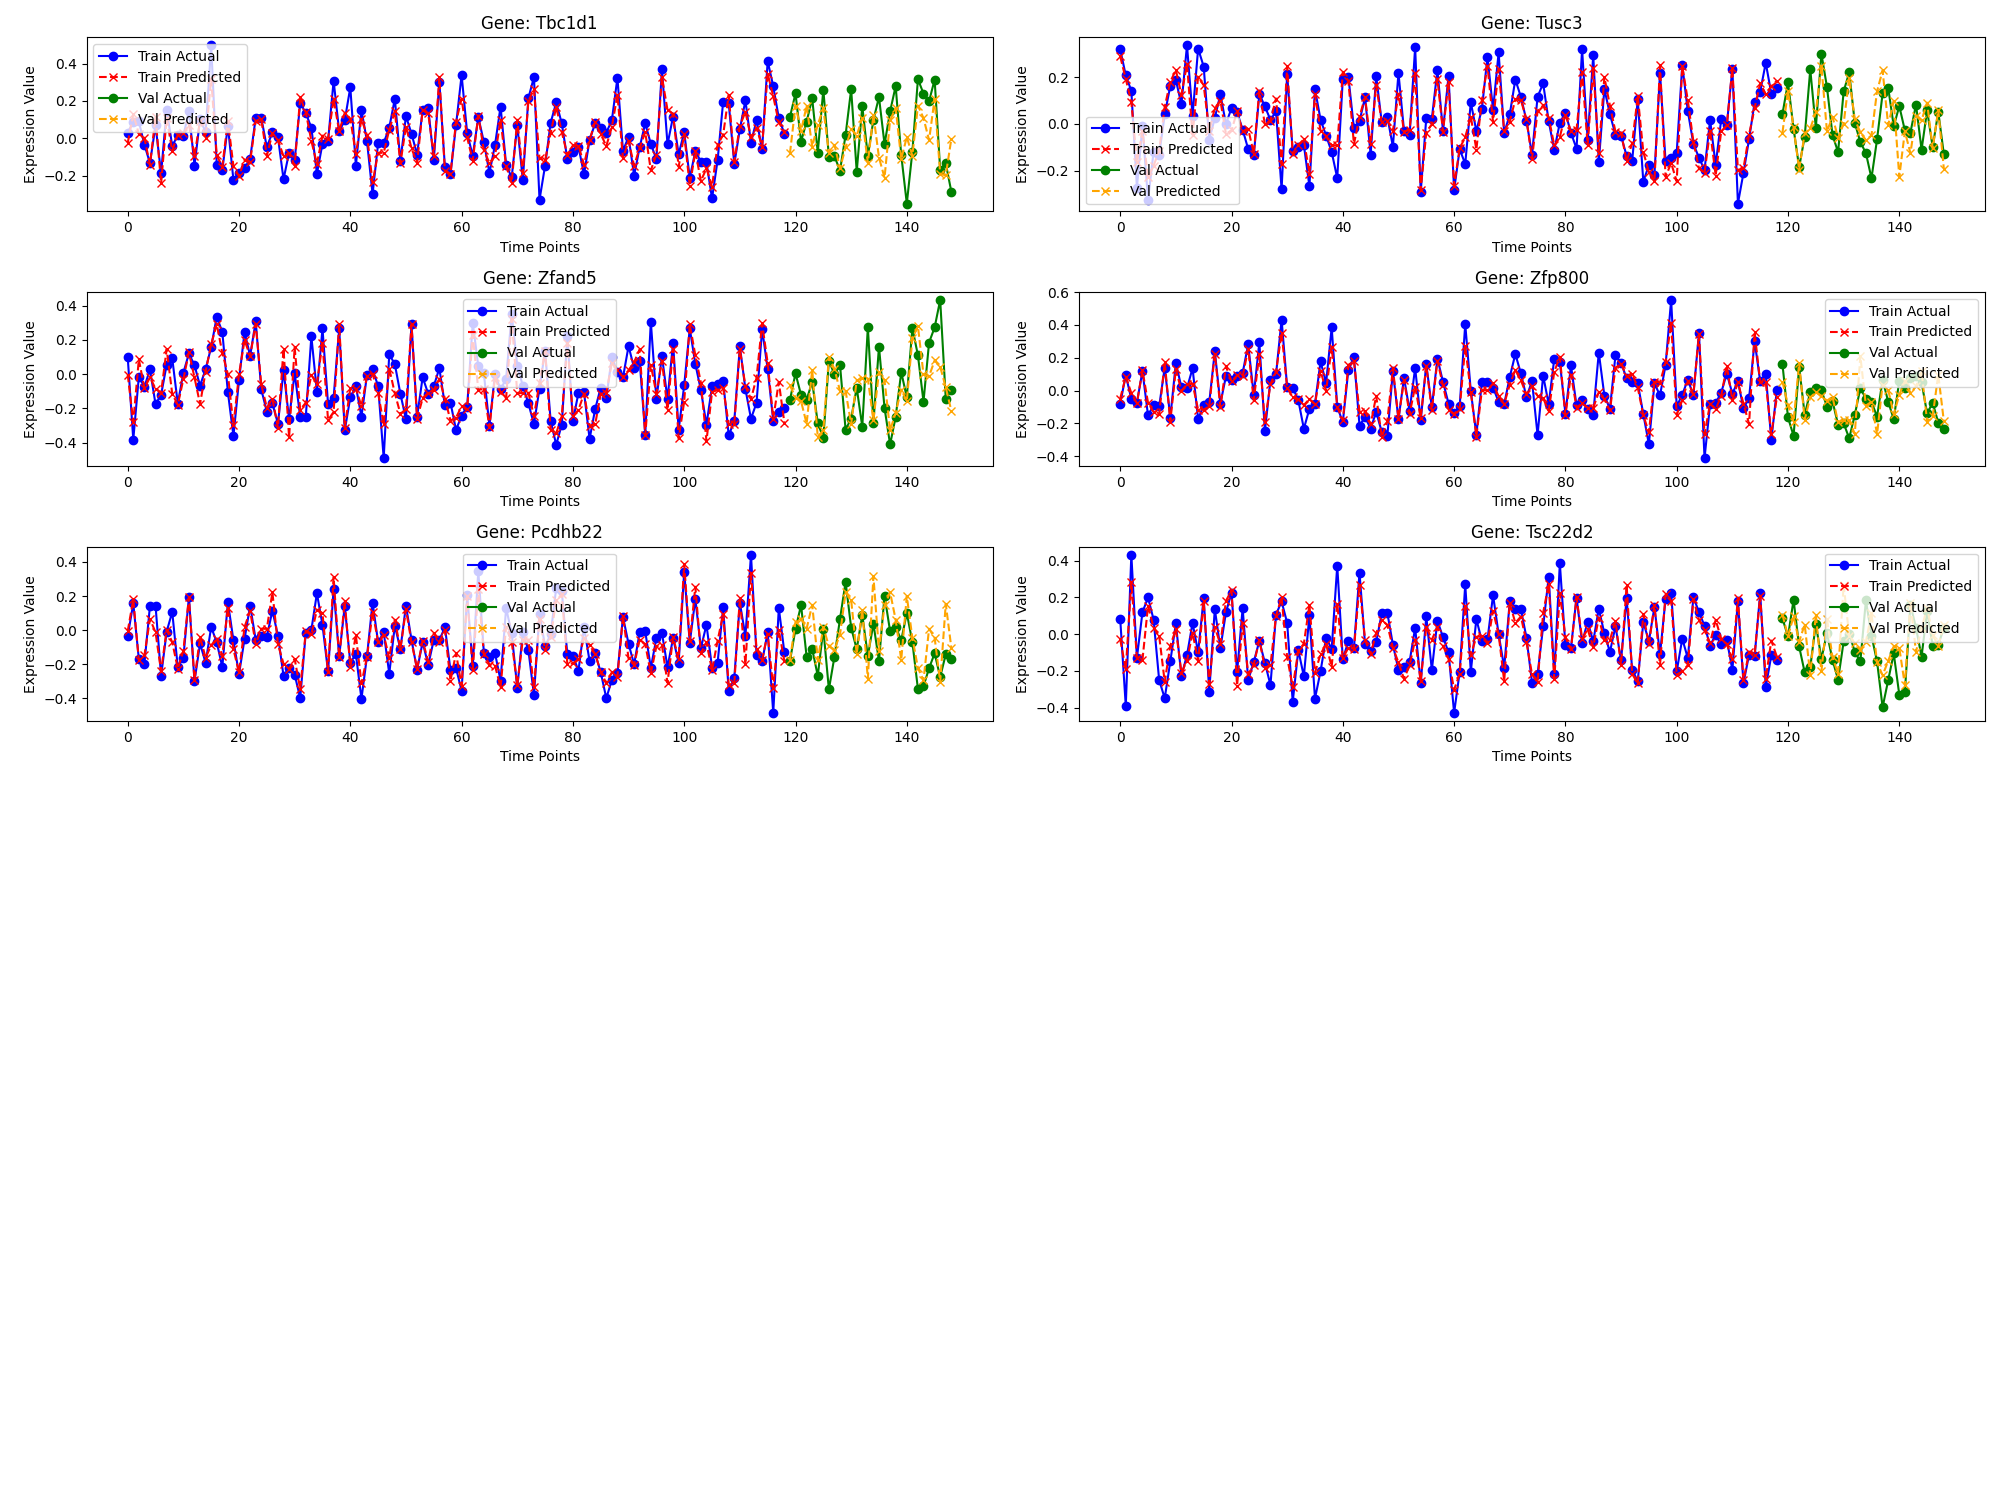 Gene: Tbc1d1
Expression Value
0.4
0.2
0.0
−0.2
Train Actual
Train Predicted
Val Actual
Val Predicted
0 20 40 60 80 100 120 140
Time Points
Gene: Tusc3
Expression Value
0.2
0.0
−0.2
Train Actual
Train Predicted
Val Actual
Val Predicted
0 20 40 60 80 100 120 140
Time Points
Gene: Zfand5
Expression Value
0.4
0.2
0.0
−0.2
−0.4
Train Actual
Train Predicted
Val Actual
Val Predicted
0 20 40 60 80 100 120 140
Time Points
Gene: Zfp800
Expression Value
0.6
0.4
0.2
0.0
−0.2
−0.4
Train Actual
Train Predicted
Val Actual
Val Predicted
0 20 40 60 80 100 120 140
Time Points
Gene: Pcdhb22
Expression Value
0.4
0.2
0.0
−0.2
−0.4
Train Actual
Train Predicted
Val Actual
Val Predicted
0 20 40 60 80 100 120 140
Time Points
Gene: Tsc22d2
Expression Value
0.4
0.2
0.0
−0.2
−0.4
Train Actual
Train Predicted
Val Actual
Val Predicted
0 20 40 60 80 100 120 140
Time Points